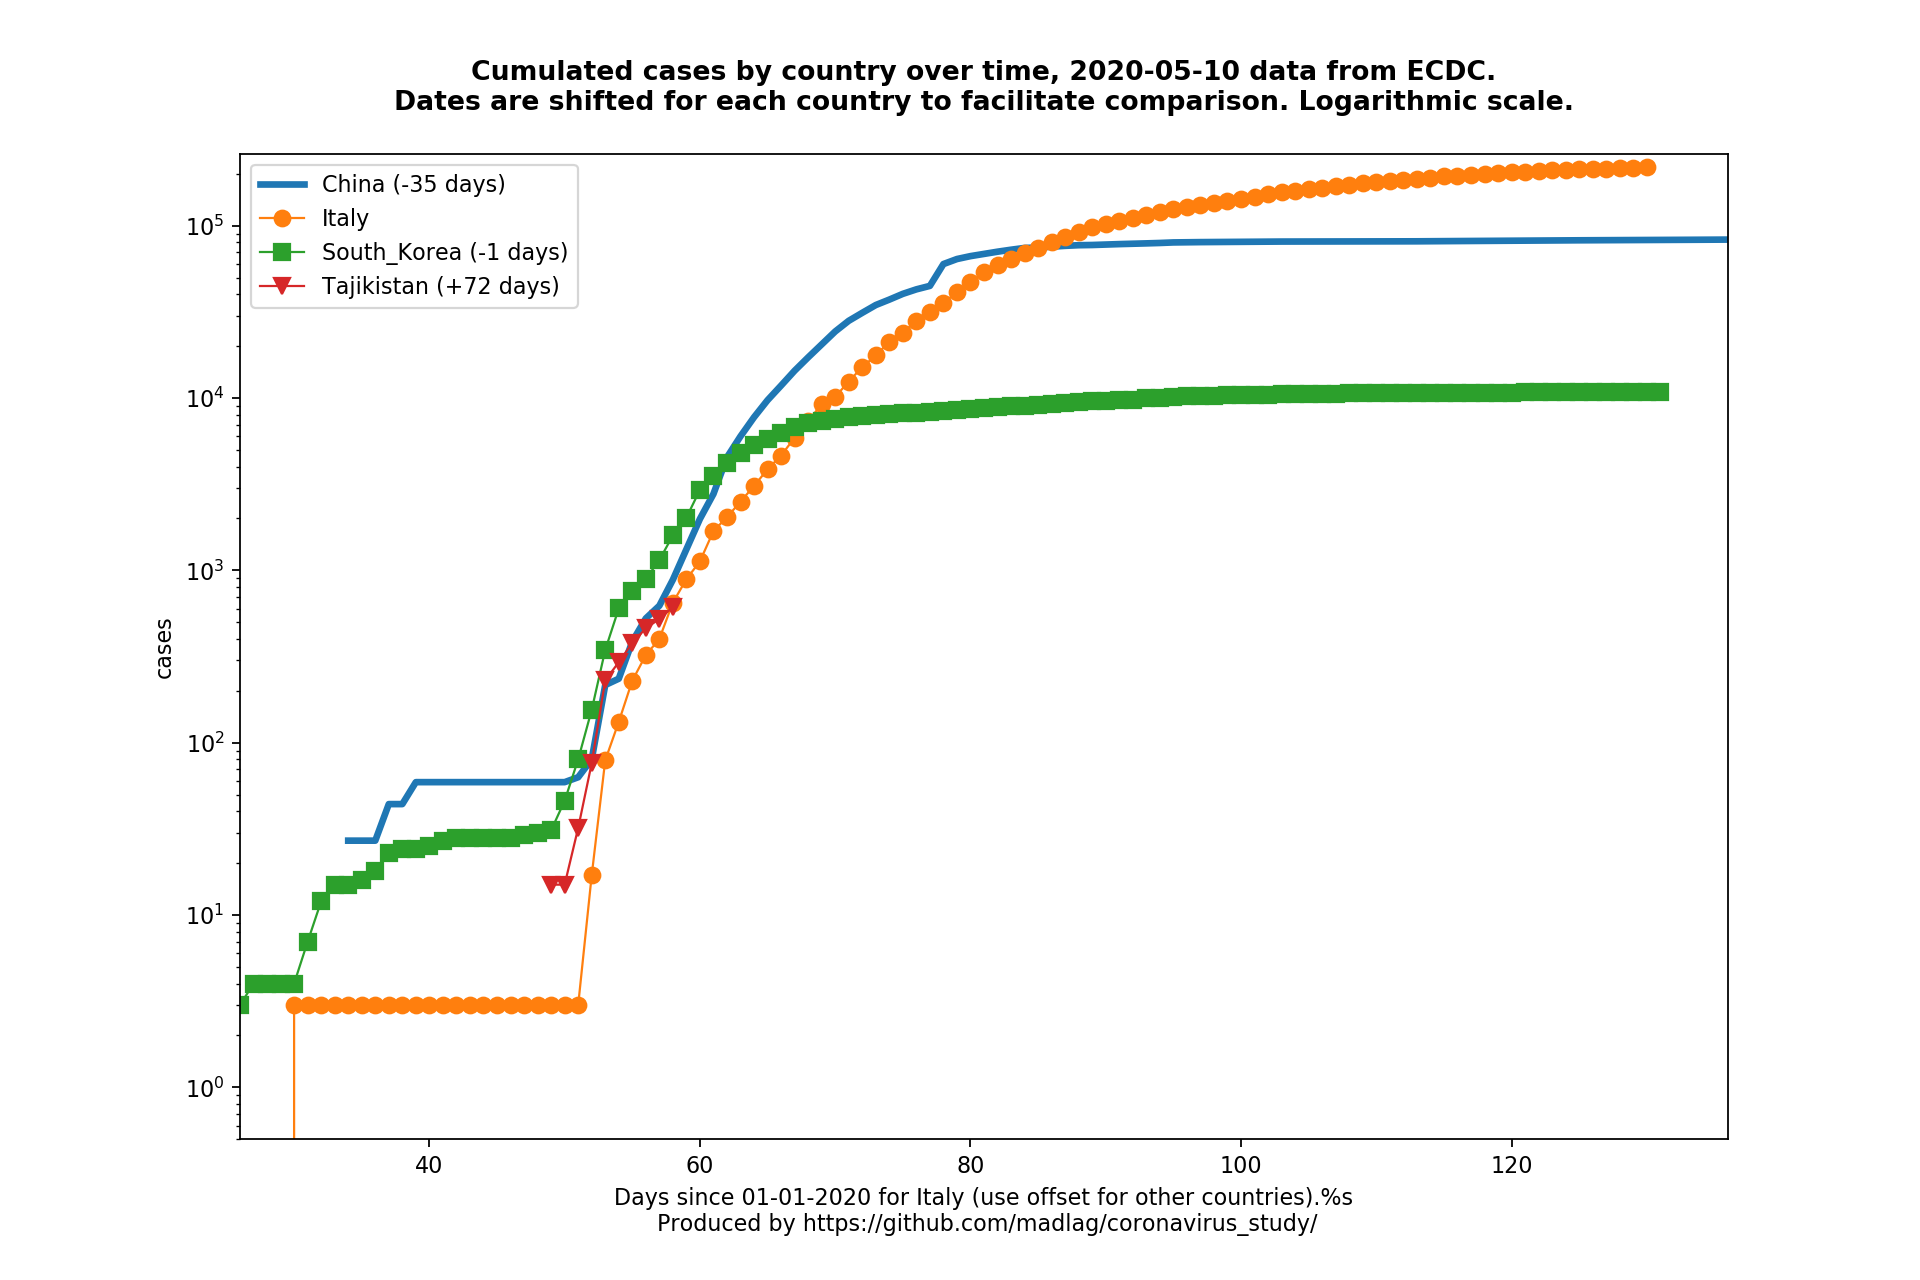 Cumulated cases by country over time, 2020-05-10 data from ECDC.
Dates are shifted for each country to facilitate comparison. Logarithmic scale.
China (-35 days)
Italy
South_Korea (-1 days)
Tajikistan (+72 days)
10^5
10^4
10^3
10^2
10^1
10^0
cases
40 60 80 100 120
Days since 01-01-2020 for Italy (use offset for other countries).%s
Produced by https://github.com/madlag/coronavirus_study/